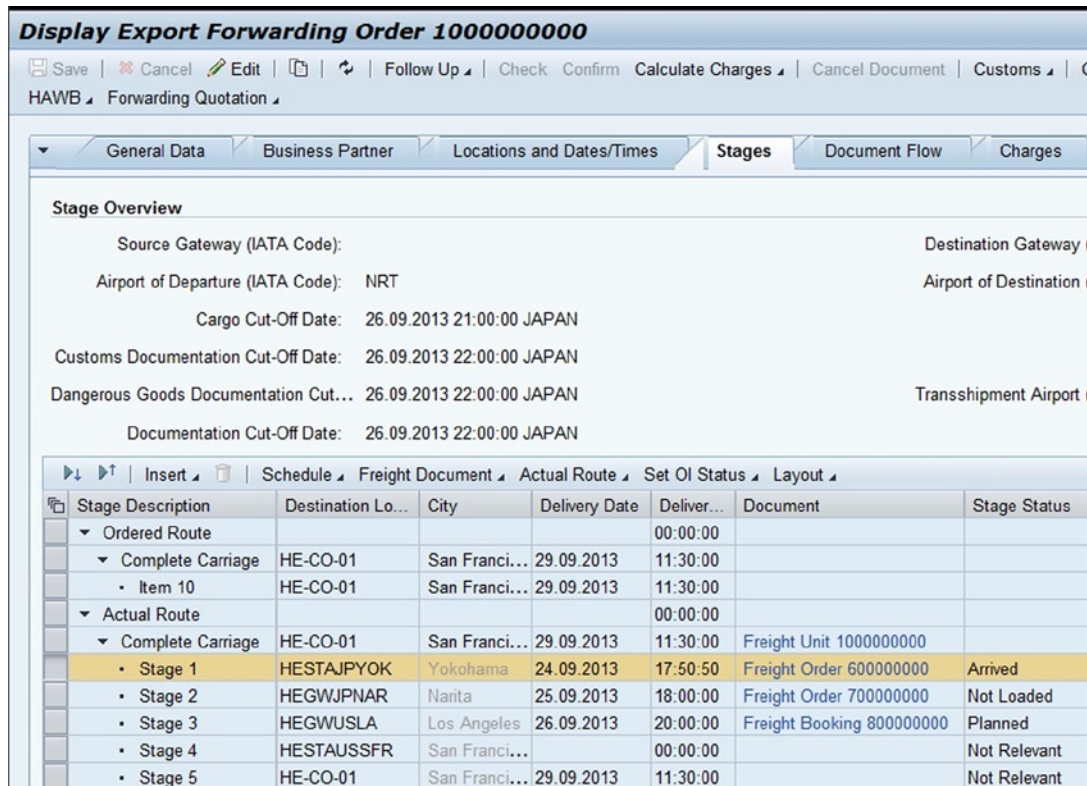 Display Export Forwarding Order 1000000000
Save | Cancel Edit | | | Follow Up | Check Confirm Calculate Charges | Cancel Document | Customs |
HAWB Forwarding Quotation
General Data Business Partner Locations and Dates/Times Stages Document Flow Charges
Stage Overview
Source Gateway (IATA Code): Destination Gateway (
Airport of Departure (IATA Code): NRT Airport of Destination (
Cargo Cut-Off Date: 26.09.2013 21:00:00 JAPAN
Customs Documentation Cut-Off Date: 26.09.2013 22:00:00 JAPAN
Dangerous Goods Documentation Cut... 26.09.2013 22:00:00 JAPAN Transshipment Airport (
Documentation Cut-Off Date: 26.09.2013 22:00:00 JAPAN
Insert | Schedule Freight Document Actual Route Set OI Status Layout
Stage Description Destination Lo... City Delivery Date Deliver... Document Stage Status
Ordered Route 00:00:00
Complete Carriage HE-CO-01 San Franci... 29.09.2013 11:30:00
Item 10 HE-CO-01 San Franci... 29.09.2013 11:30:00
Actual Route 00:00:00
Complete Carriage HE-CO-01 San Franci... 29.09.2013 11:30:00 Freight Unit 1000000000
Stage 1 HESTAJPYOK Yokohama 24.09.2013 17:50:50 Freight Order 600000000 Arrived
Stage 2 HEGWJPNAR Narita 25.09.2013 18:00:00 Freight Order 700000000 Not Loaded
Stage 3 HEGWUSLA Los Angeles 26.09.2013 20:00:00 Freight Booking 800000000 Planned
Stage 4 HESTAUSSFR San Franci... 00:00:00 Not Relevant
Stage 5 HE-CO-01 San Franci... 29.09.2013 11:30:00 Not Relevant